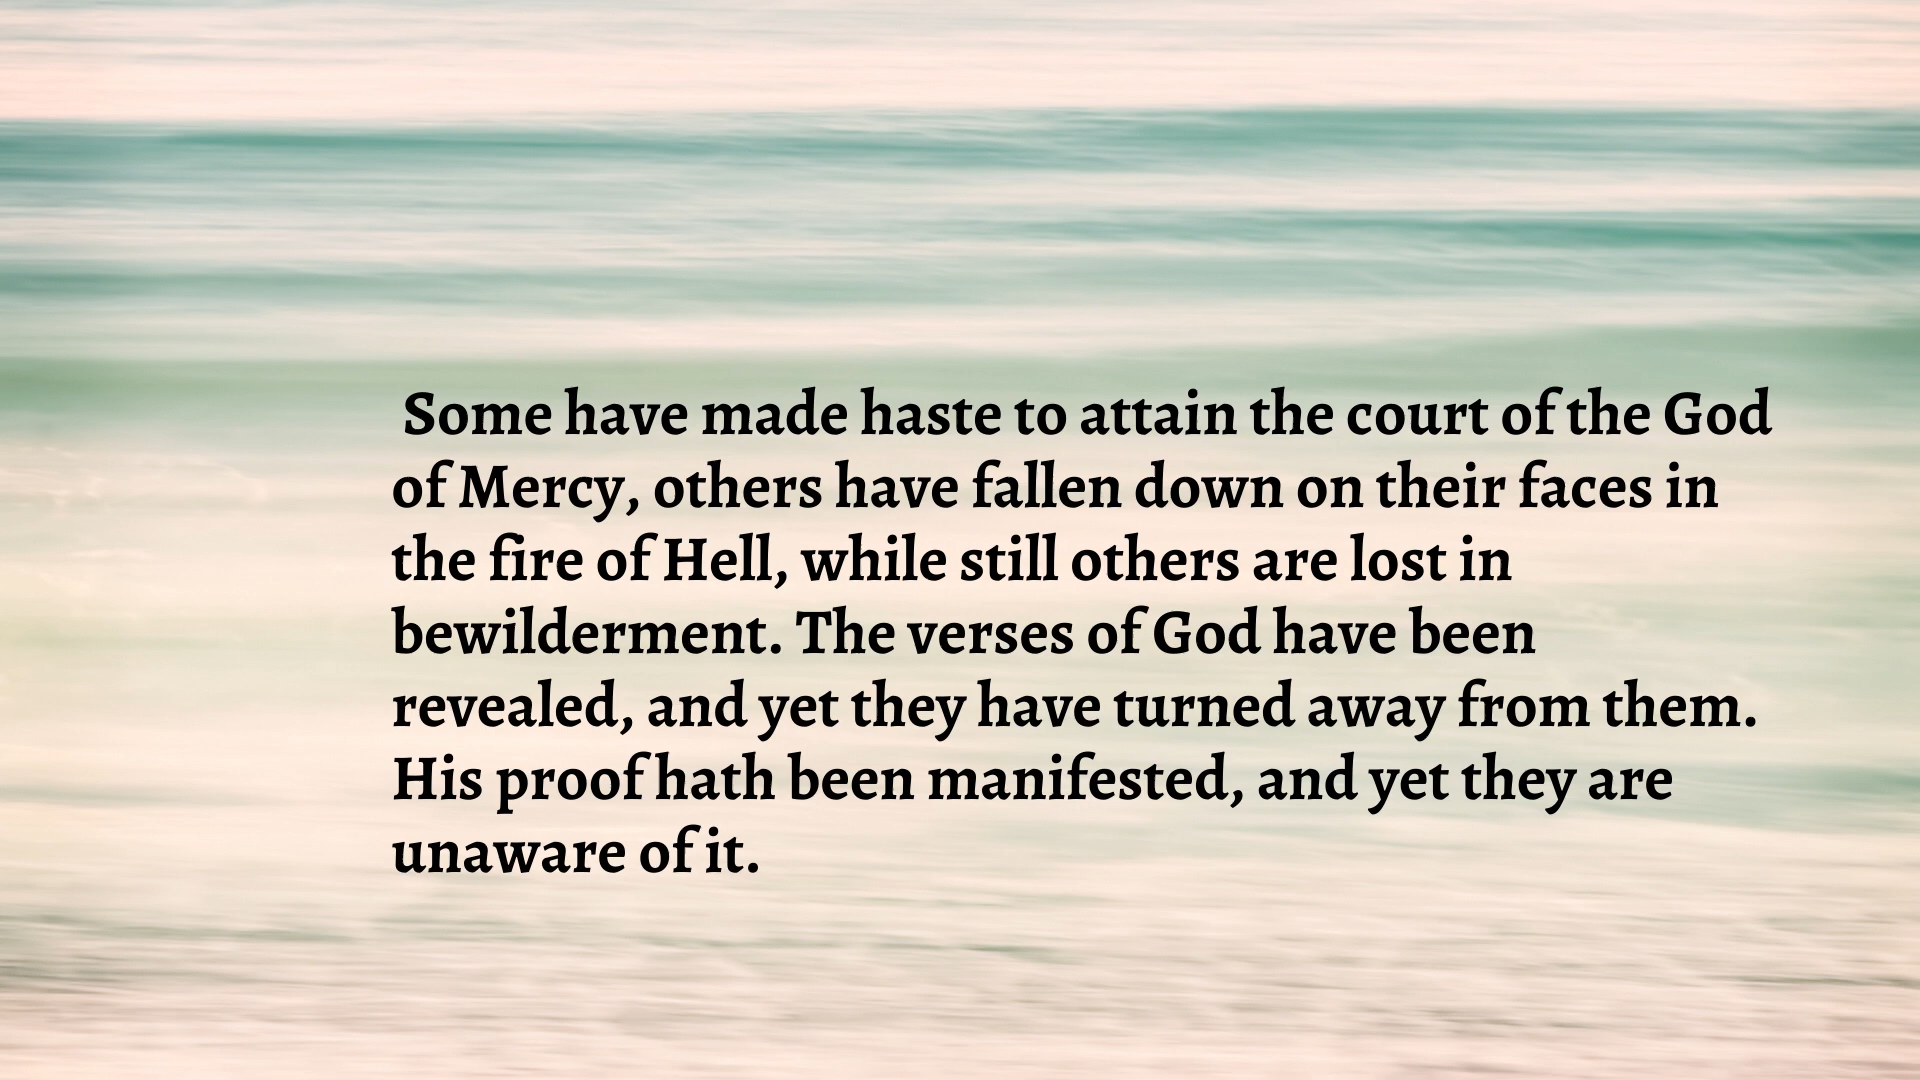 Some have made haste to attain the court of the God
of Mercy, others have fallen down on their faces in
the fire of Hell, while still others are lost in
bewilderment. The verses of God have been
revealed, and yet they have turned away from them.
His proof hath been manifested, and yet they are
unaware of it.